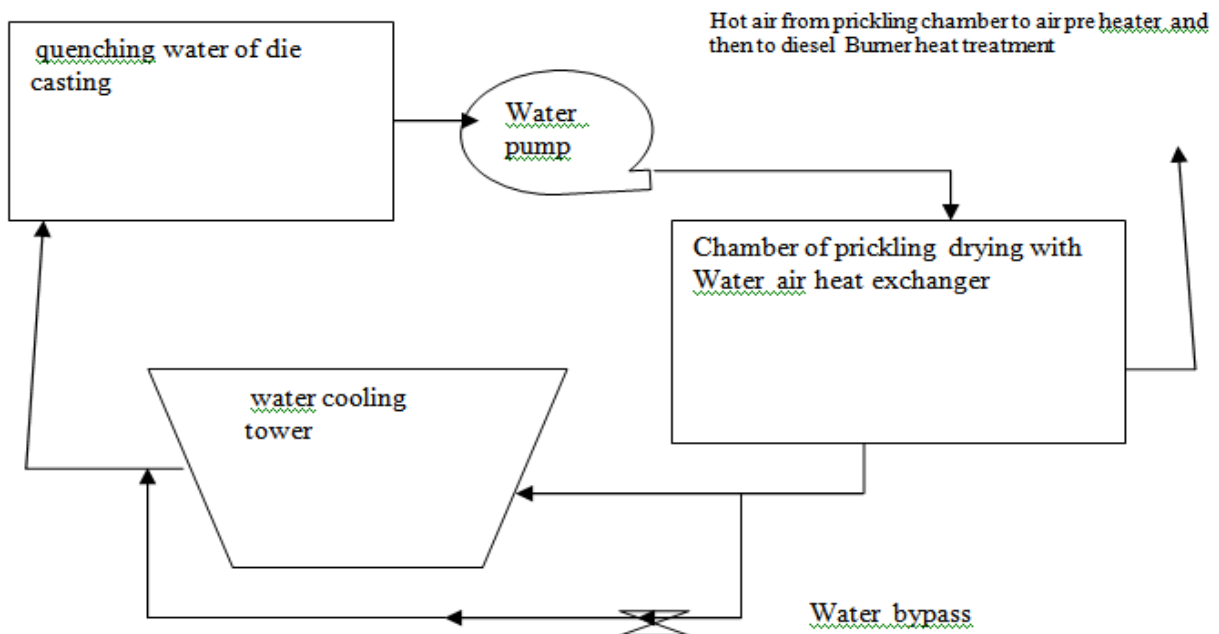 quenching water of die
casting
Water
pump
Hot air from prickling chamber to air pre heater and
then to diesel Burner heat treatment
Chamber of prickling drying with
Water air heat exchanger
water cooling
tower
Water bypass